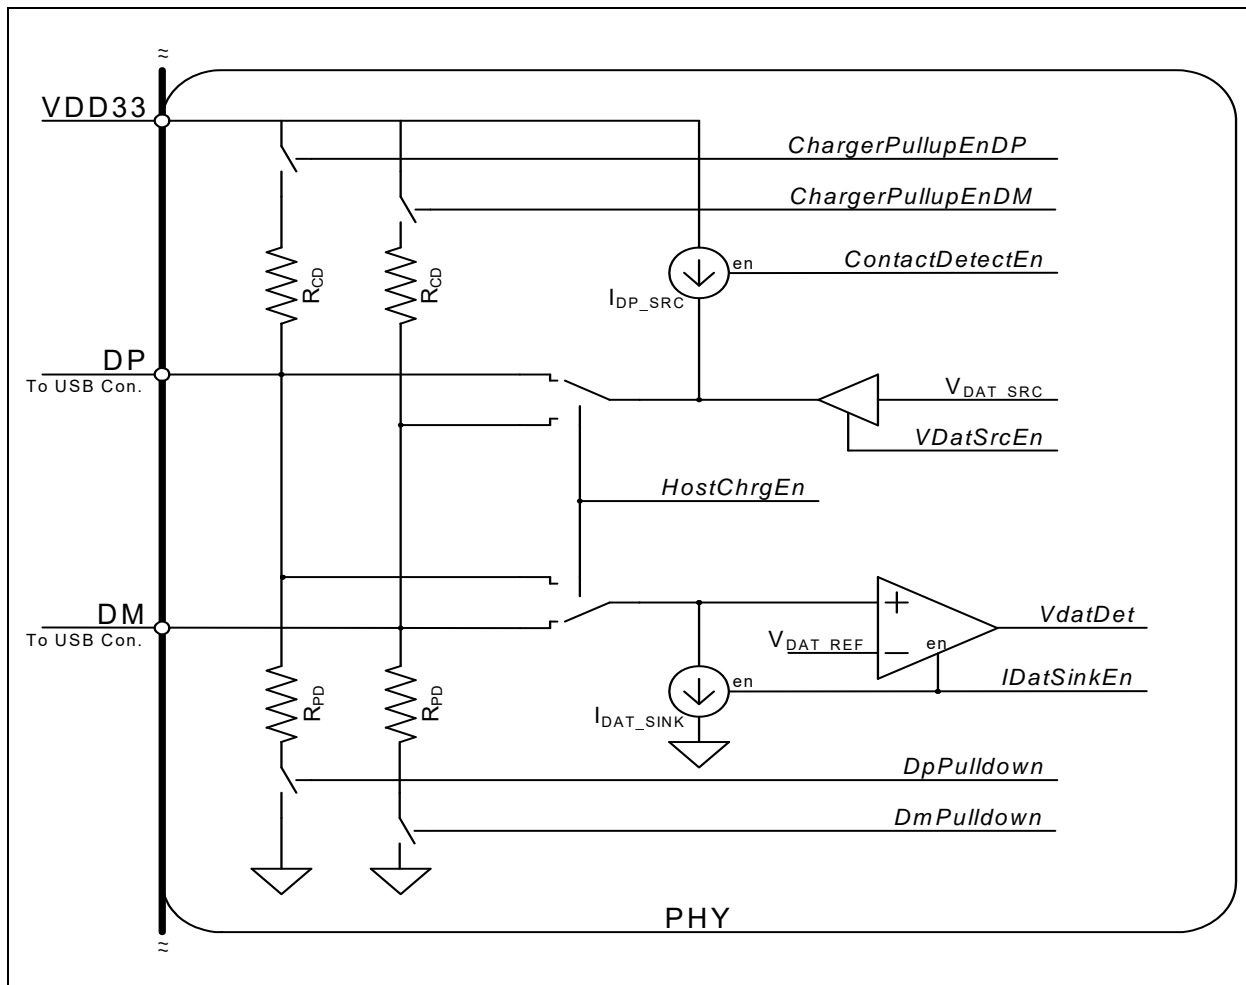 ≈
VDD33
ChargerPullupEnDP
ChargerPullupEnDM
en
ContactDetectEn
RCD
RCD
IDP_SRC
DP
To USB Con.
VDAT_SRC
VDatSrcEn
HostChrgEn
DM
To USB Con.
+
VdatDet
VDAT_REF
−
en
en
IDatSinkEn
RPD
RPD
IDAT_SINK
DpPulldown
DmPulldown
PHY
≈